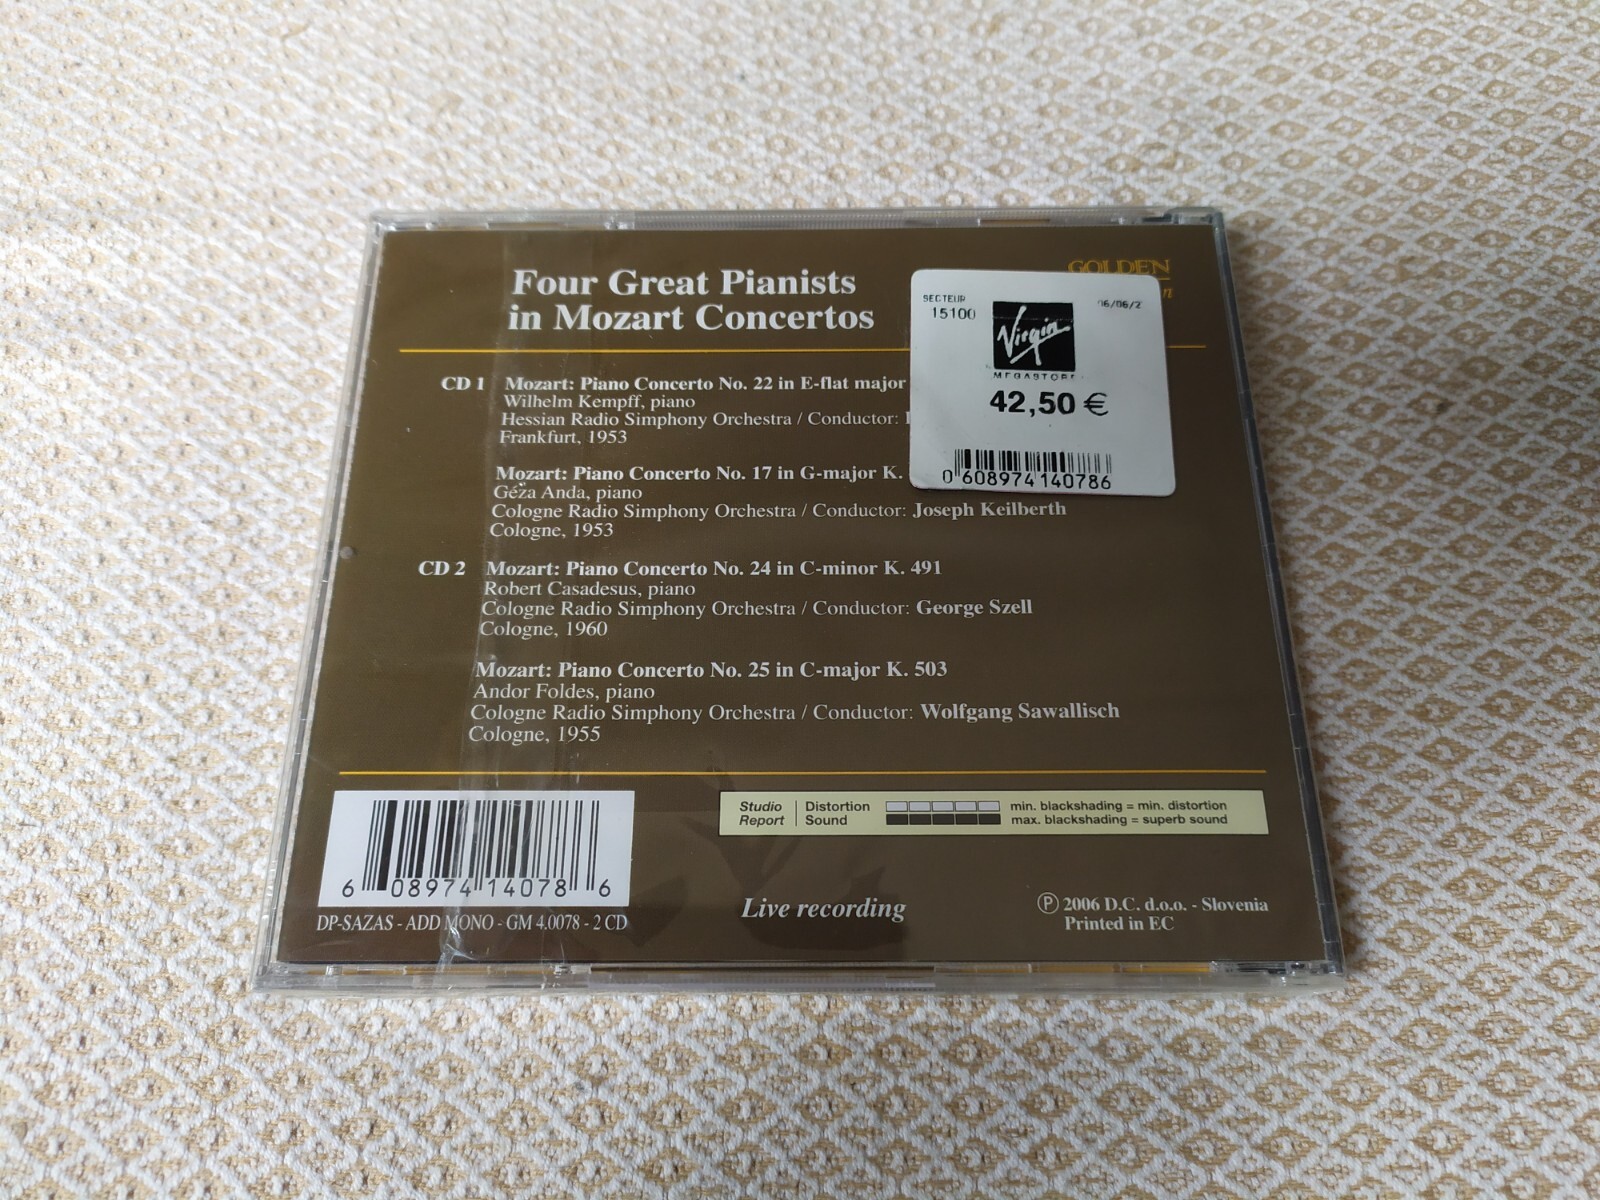 Four Great Pianists
in Mozart Concertos
GOLDEN
SECTEUR
15100
Virgin
MEGASTORE
42,50 €
0 608974 140786
CD 1 Mozart: Piano Concerto No. 22 in E-flat major
Wilhelm Kempff, piano
Hessian Radio Simphony Orchestra / Conductor:
Frankfurt, 1953
Mozart: Piano Concerto No. 17 in G-major K.
Géza Anda, piano
Cologne Radio Simphony Orchestra / Conductor: Joseph Keilberth
Cologne, 1953
CD 2 Mozart: Piano Concerto No. 24 in C-minor K. 491
Robert Casadesus, piano
Cologne Radio Simphony Orchestra / Conductor: George Szell
Cologne, 1960
Mozart: Piano Concerto No. 25 in C-major K. 503
Andor Foldes, piano
Cologne Radio Simphony Orchestra / Conductor: Wolfgang Sawallisch
Cologne, 1955
Studio Report
Distortion min. blackshading = min. distortion
Sound max. blackshading = superb sound
6 08974 14078 6
DP-SAZAS - ADD MONO - GM 4.0078 - 2 CD
Live recording
℗ 2006 D.C. d.o.o. - Slovenia
Printed in EC